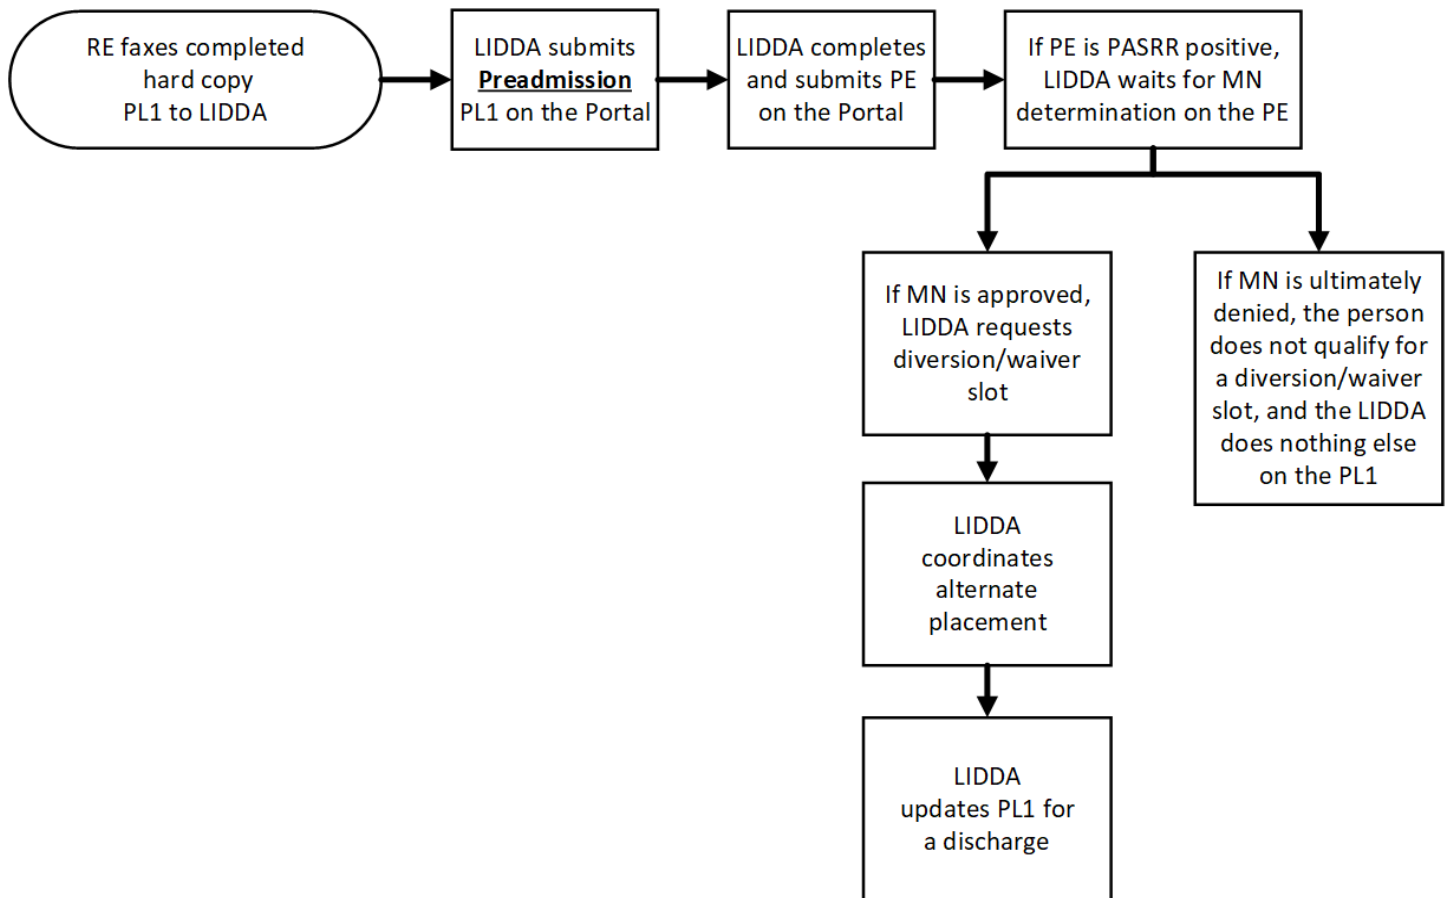 RE faxes completed
hard copy
PL1 to LIDDA
LIDDA submits
Preadmission
PL1 on the Portal
LIDDA completes
and submits PE
on the Portal
If PE is PASRR positive,
LIDDA waits for MN
determination on the PE
If MN is approved,
LIDDA requests
diversion/waiver
slot
If MN is ultimately
denied, the person
does not qualify for
a diversion/waiver
slot, and the LIDDA
does nothing else
on the PL1
LIDDA
coordinates
alternate
placement
LIDDA
updates PL1 for
a discharge